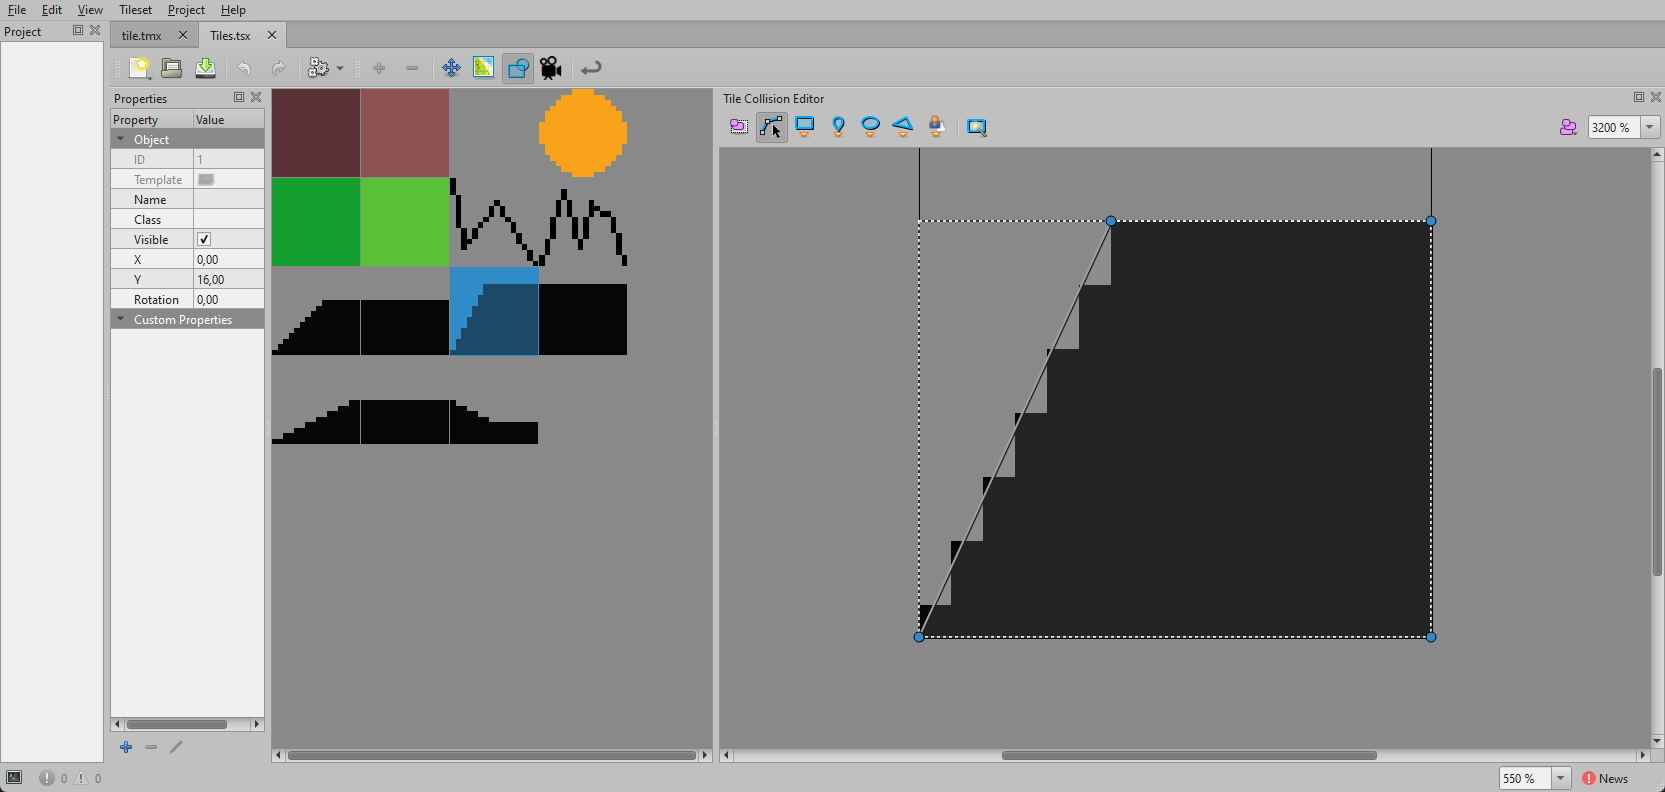 File Edit View Tileset Project Help
Project
tile.tmx Tiles.tsx
Properties
Property Value
Object
ID 1
Template
Name
Class
Visible
X 0,00
Y 16,00
Rotation 0,00
Custom Properties
Tile Collision Editor
3200 %
0 0
550 %
News